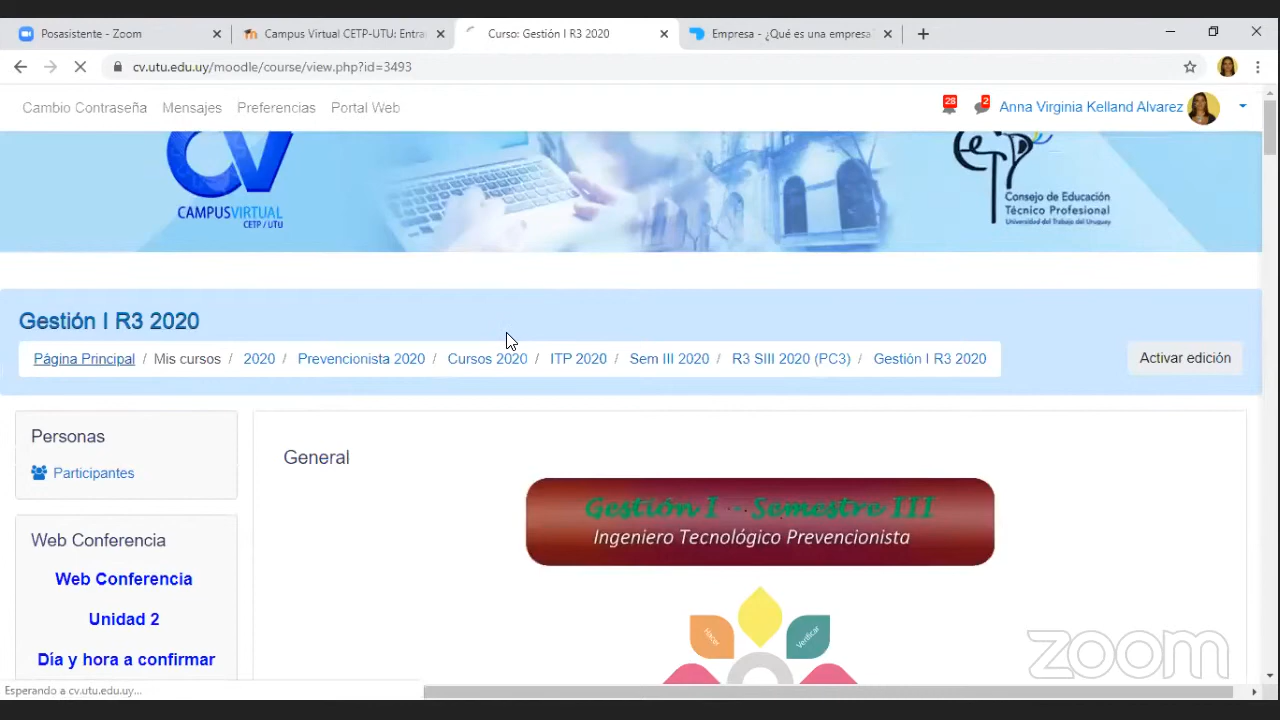 Posasistente - Zoom
Campus Virtual CETP-UTU: Entra
Curso: Gestión I R3 2020
Empresa - ¿Qué es una empresa
cv.utu.edu.uy/moodle/course/view.php?id=3493
Cambio Contraseña Mensajes Preferencias Portal Web
28 2 Anna Virginia Kelland Alvarez
CAMPUSVIRTUAL
CETP/UTU
Consejo de Educación
Técnico Profesional
Universidad del Trabajo del Uruguay
Gestión I R3 2020
Página Principal / Mis cursos / 2020 / Prevencionista 2020 / Cursos 2020 / ITP 2020 / Sem III 2020 / R3 SIII 2020 (PC3) / Gestión I R3 2020
Activar edición
Personas
Participantes
General
Gestión I - Semestre III
Ingeniero Tecnológico Prevencionista
Web Conferencia
Web Conferencia
Unidad 2
Día y hora a confirmar
Hacer
Verificar
zoom
Esperando a cv.utu.edu.uy...